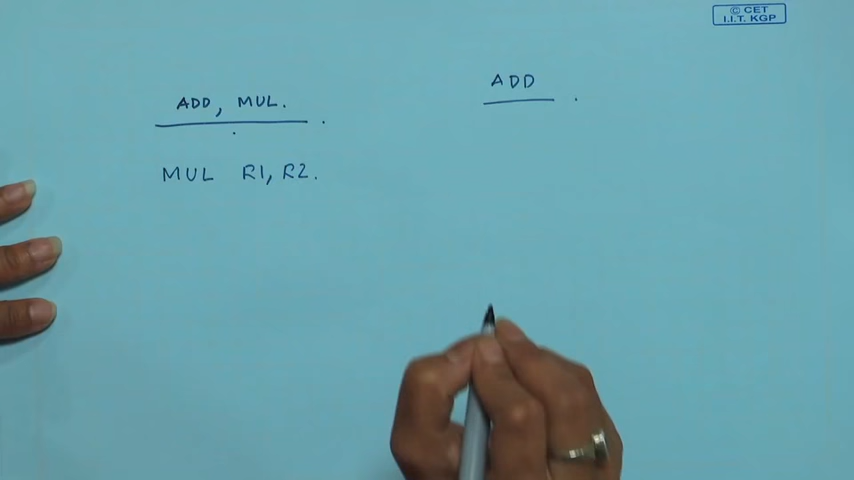 © CET
I.I.T. KGP
ADD, MUL.
ADD
MUL R1, R2.